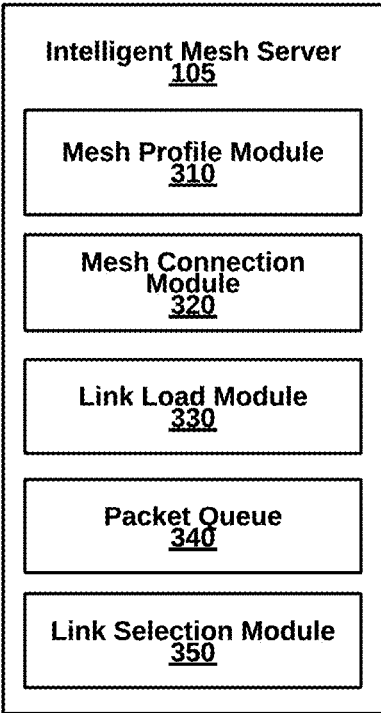 Intelligent Mesh Server
105
Mesh Profile Module
310
Mesh Connection
Module
320
Link Load Module
330
Packet Queue
340
Link Selection Module
350